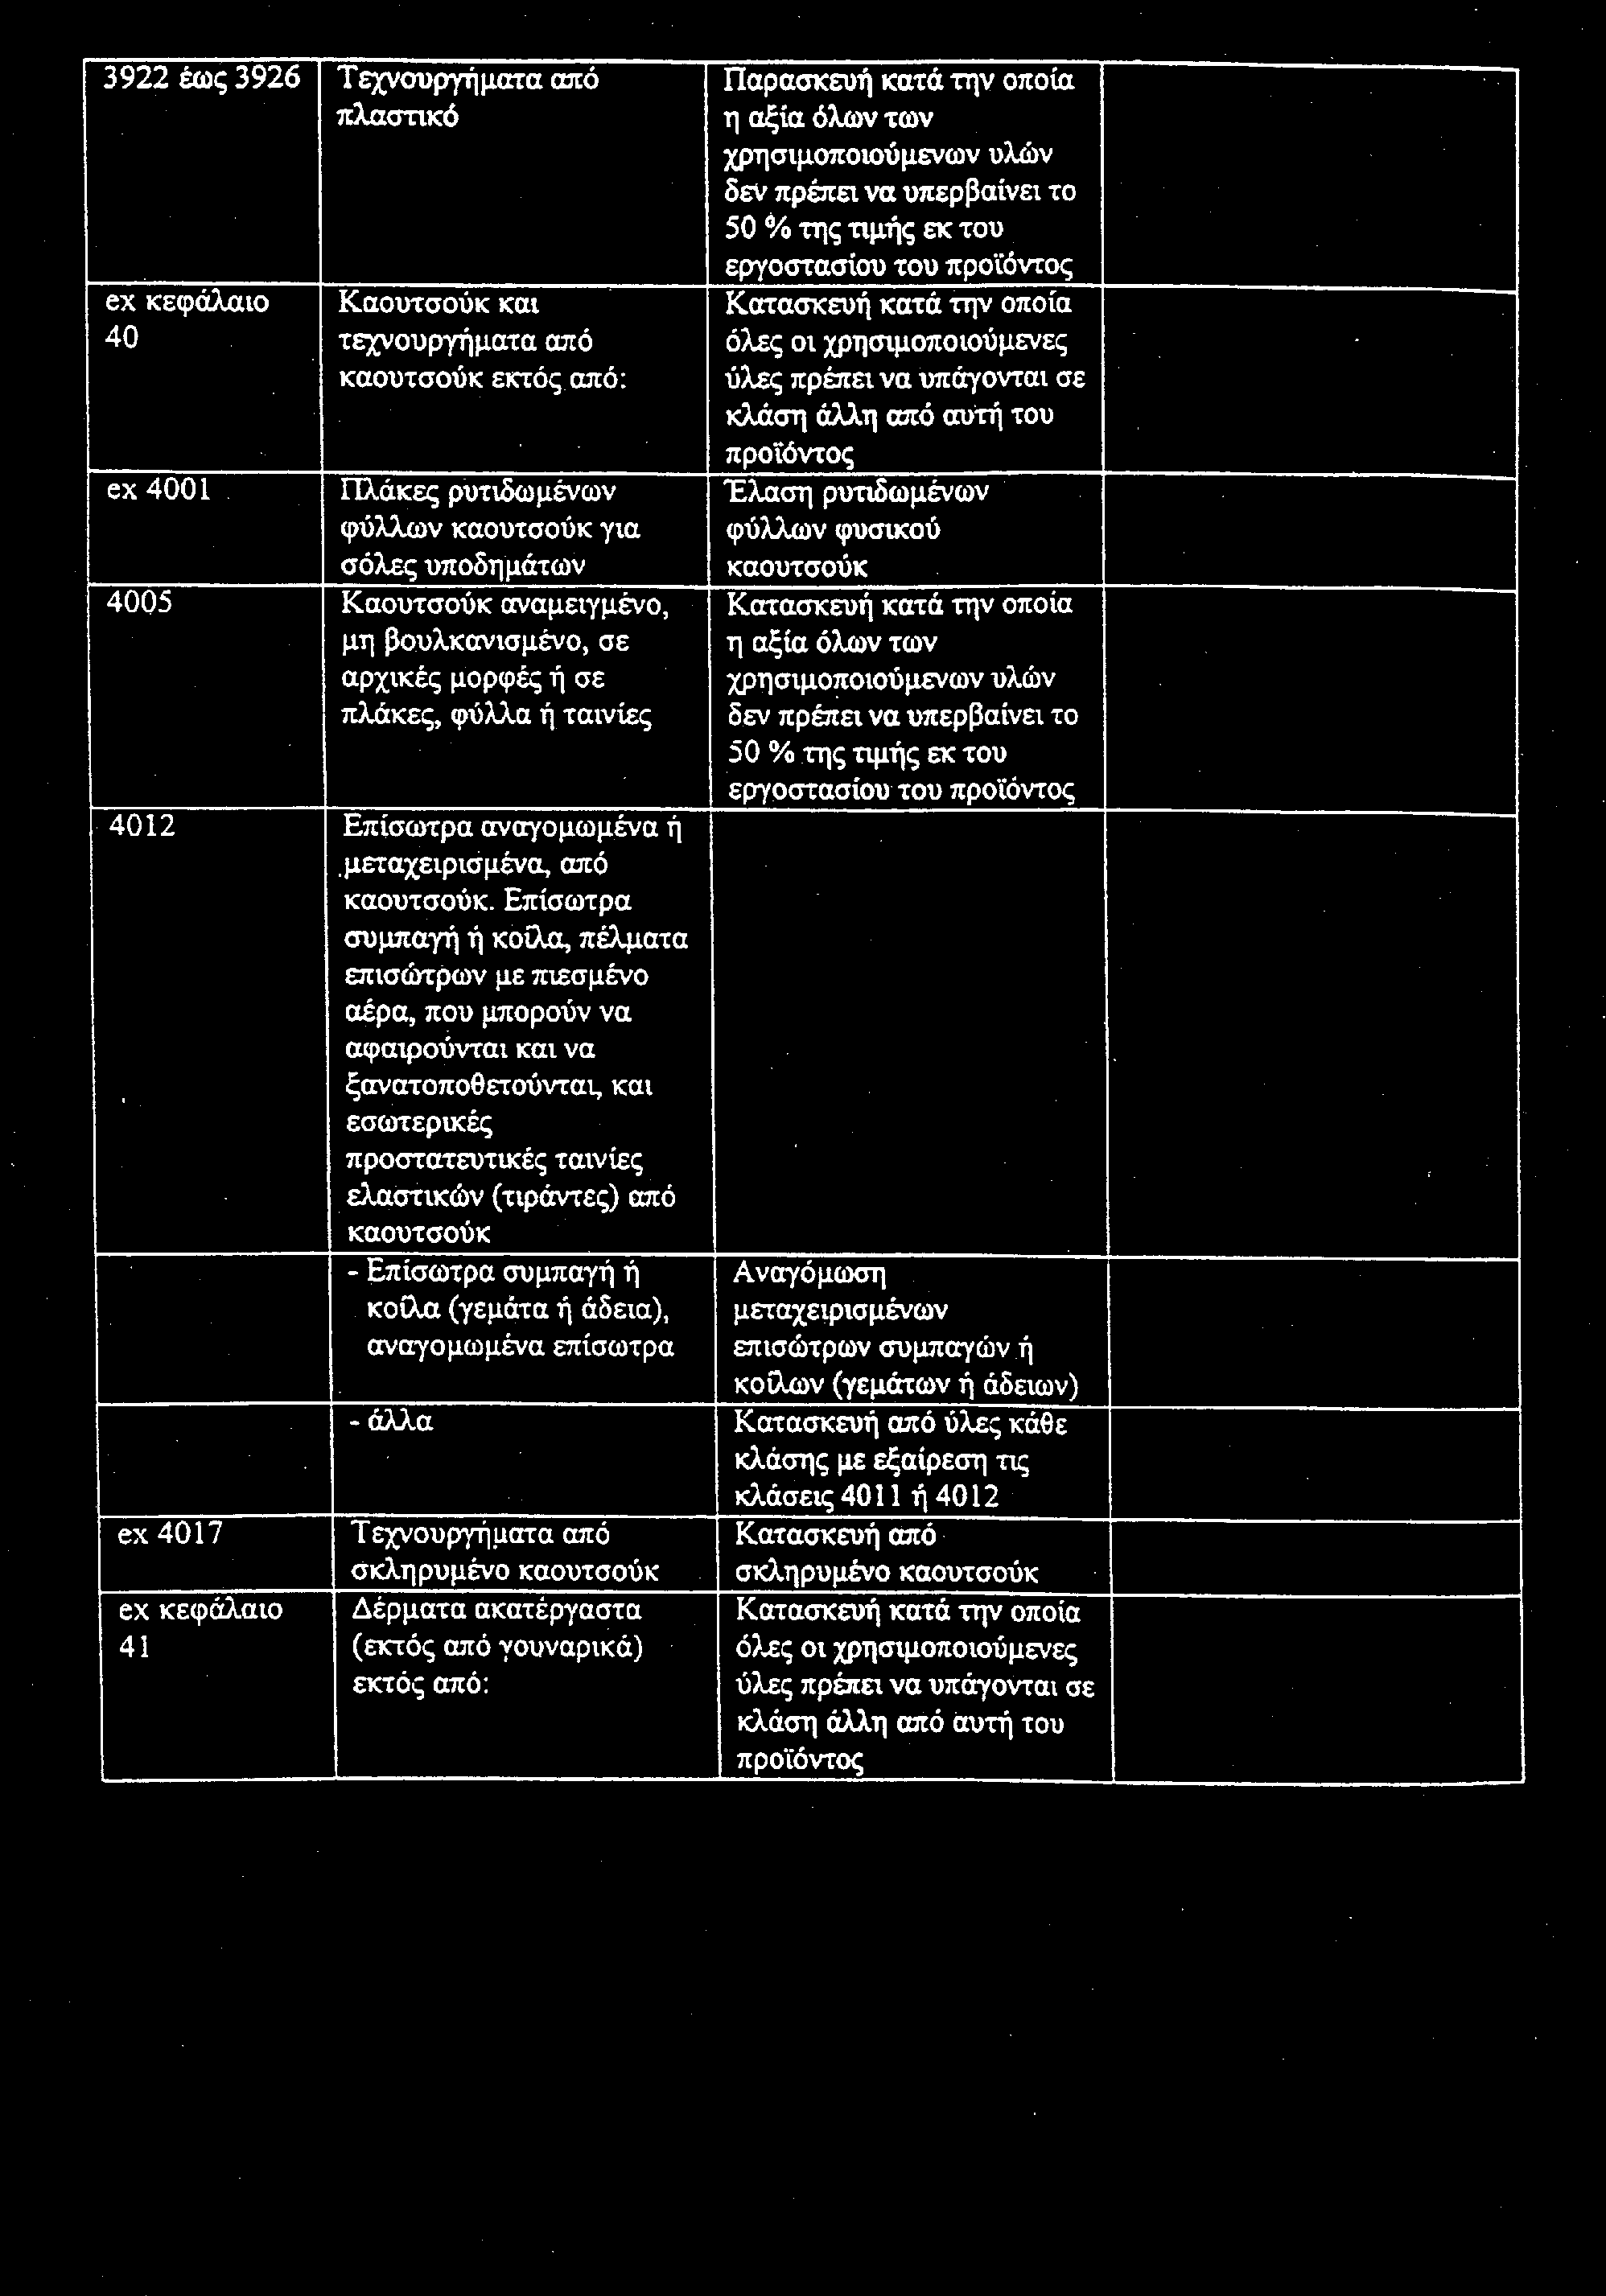 3922 έως 3926
Τεχνουργήματα από
πλαστικό
Παρασκευή κατά την οποία
η αξία όλων των
χρησιμοποιούμενων υλών
δεν πρέπει να υπερβαίνει το
50 % της τιμής εκ του
εργοστασίου του προϊόντος
ex κεφάλαιο
40
Καουτσούκ και
τεχνουργήματα από
καουτσούκ εκτός από:
Κατασκευή κατά την οποία
όλες οι χρησιμοποιούμενες
ύλες πρέπει να υπάγονται σε
κλάση άλλη από αυτή του
προϊόντος
ex 4001
Πλάκες ρυτιδωμένων
φύλλων καουτσούκ για
σόλες υποδημάτων
Έλαση ρυτιδωμένων
φύλλων φυσικού
καουτσούκ
4005
Καουτσούκ αναμειγμένο,
μη βουλκανισμένο, σε
αρχικές μορφές ή σε
πλάκες, φύλλα ή ταινίες
Κατασκευή κατά την οποία
η αξία όλων των
χρησιμοποιούμενων υλών
δεν πρέπει να υπερβαίνει το
50 % της τιμής εκ του
εργοστασίου του προϊόντος
4012
Επίσωτρα αναγομωμένα ή
μεταχειρισμένα, από
καουτσούκ. Επίσωτρα
συμπαγή ή κοίλα, πέλματα
επισώτρων με πιεσμένο
αέρα, που μπορούν να
αφαιρούνται και να
ξανατοποθετούνται, και
εσωτερικές
προστατευτικές ταινίες
ελαστικών (τιράντες) από
καουτσούκ
- Επίσωτρα συμπαγή ή
κοίλα (γεμάτα ή άδεια),
αναγομωμένα επίσωτρα
Αναγόμωση
μεταχειρισμένων
επισώτρων συμπαγών ή
κοίλων (γεμάτων ή άδειων)
- άλλα
Κατασκευή από ύλες κάθε
κλάσης με εξαίρεση τις
κλάσεις 4011 ή 4012
ex 4017
Τεχνουργήματα από
σκληρυμένο καουτσούκ
Κατασκευή από
σκληρυμένο καουτσούκ
ex κεφάλαιο
41
Δέρματα ακατέργαστα
(εκτός από γουναρικά)
εκτός από:
Κατασκευή κατά την οποία
όλες οι χρησιμοποιούμενες
ύλες πρέπει να υπάγονται σε
κλάση άλλη από αυτή του
προϊόντος